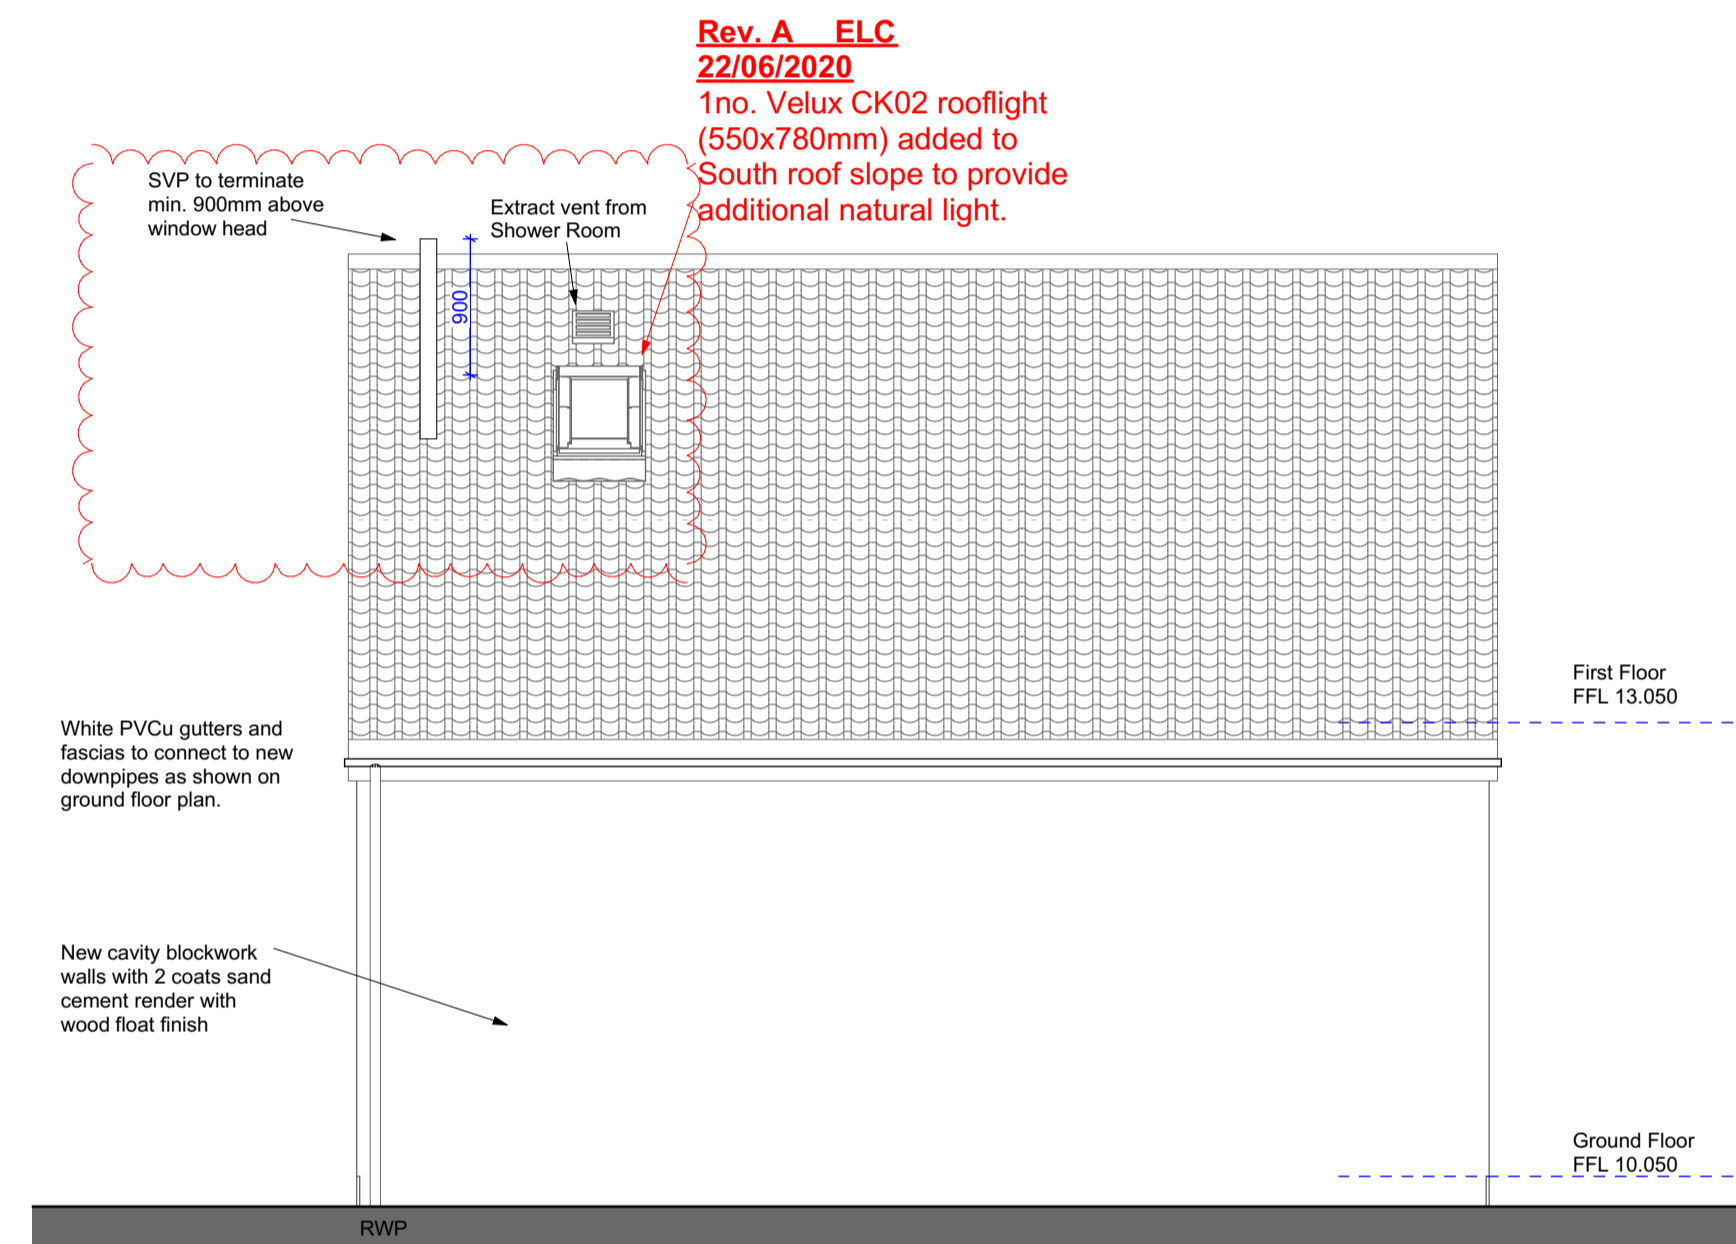 Rev. A ELC
22/06/2020
1no. Velux CK02 rooflight
(550x780mm) added to
South roof slope to provide
additional natural light.
SVP to terminate
min. 900mm above
window head
Extract vent from
Shower Room
900
First Floor
FFL 13.050
White PVCu gutters and
fascias to connect to new
downpipes as shown on
ground floor plan.
New cavity blockwork
walls with 2 coats sand
cement render with
wood float finish
Ground Floor
FFL 10.050
RWP